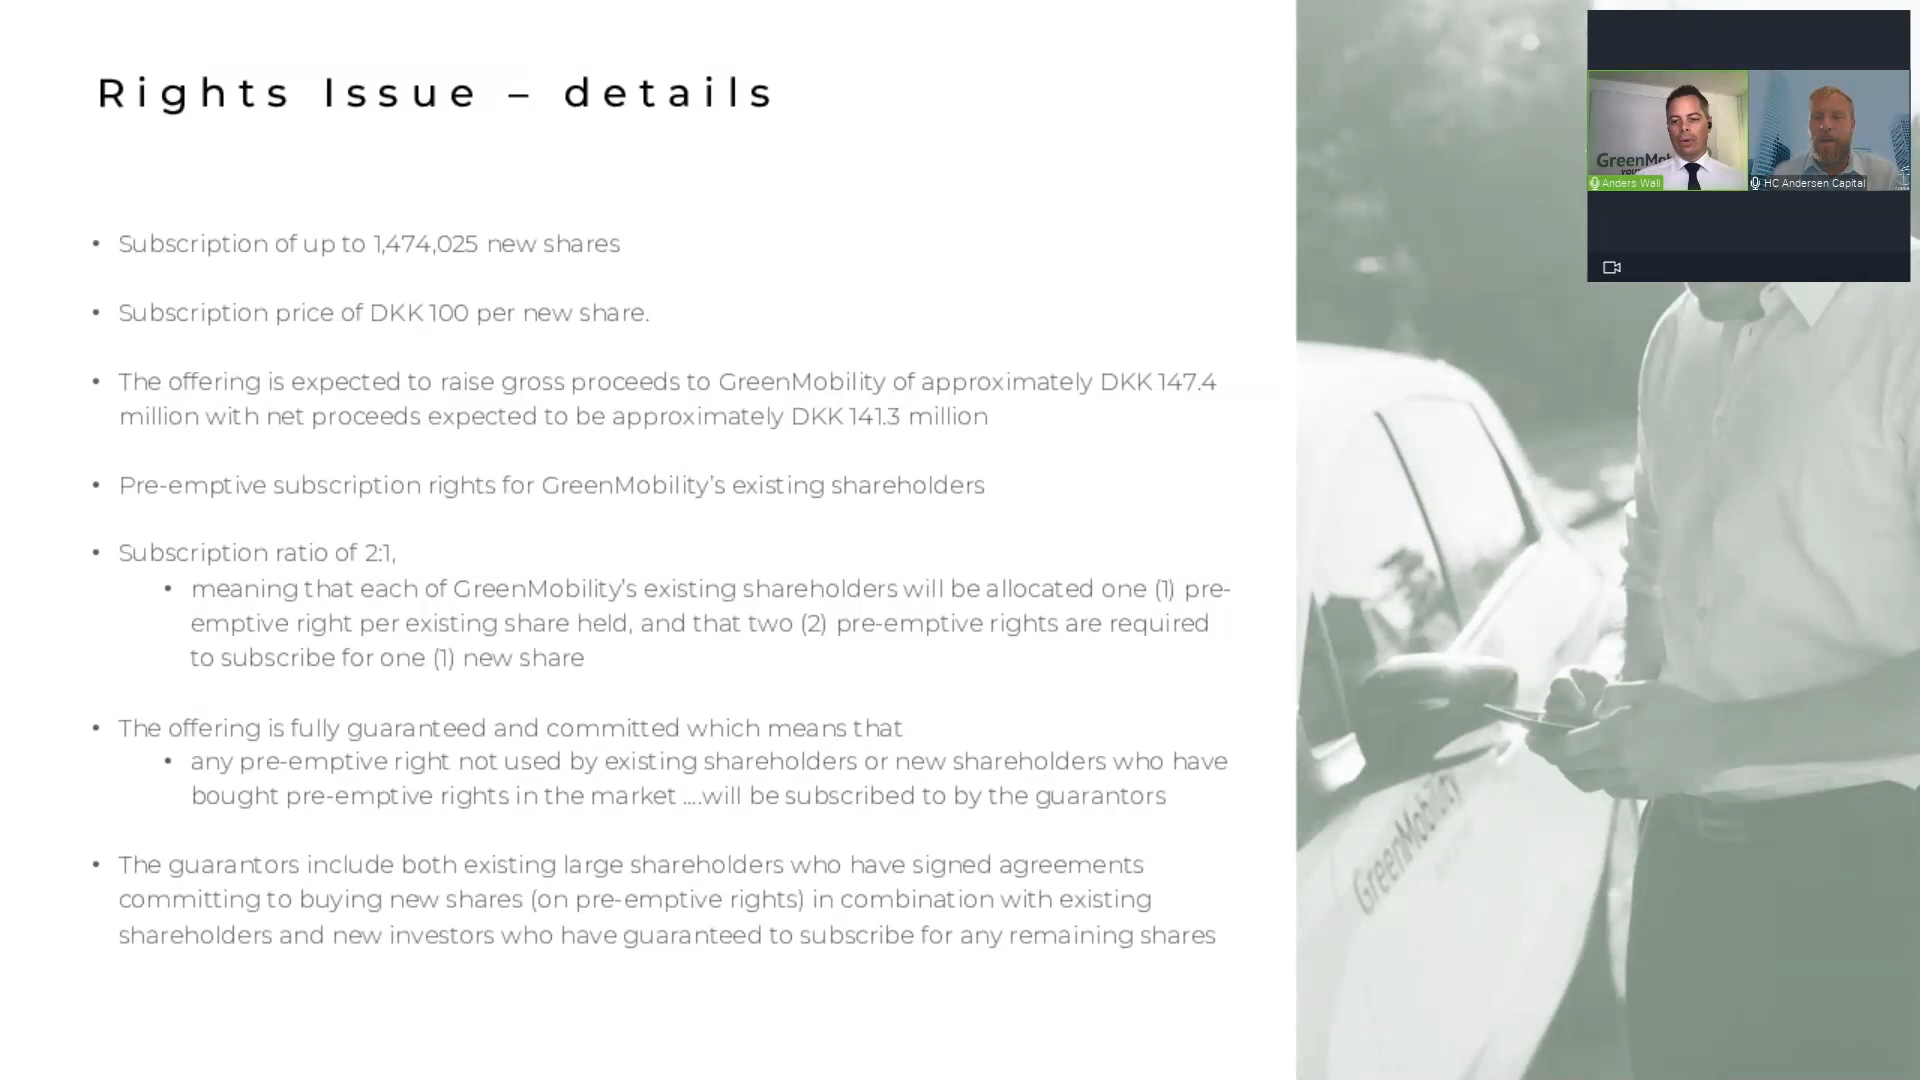 Rights Issue – details
• Subscription of up to 1,474,025 new shares
• Subscription price of DKK 100 per new share.
• The offering is expected to raise gross proceeds to GreenMobility of approximately DKK 147.4
million with net proceeds expected to be approximately DKK 141.3 million
• Pre-emptive subscription rights for GreenMobility’s existing shareholders
• Subscription ratio of 2:1,
• meaning that each of GreenMobility’s existing shareholders will be allocated one (1) pre-
emptive right per existing share held, and that two (2) pre-emptive rights are required
to subscribe for one (1) new share
• The offering is fully guaranteed and committed which means that
• any pre-emptive right not used by existing shareholders or new shareholders who have
bought pre-emptive rights in the market ....will be subscribed to by the guarantors
• The guarantors include both existing large shareholders who have signed agreements
committing to buying new shares (on pre-emptive rights) in combination with existing
shareholders and new investors who have guaranteed to subscribe for any remaining shares
GreenMo
Anders Wall
HC Andersen Capital
GreenMobility